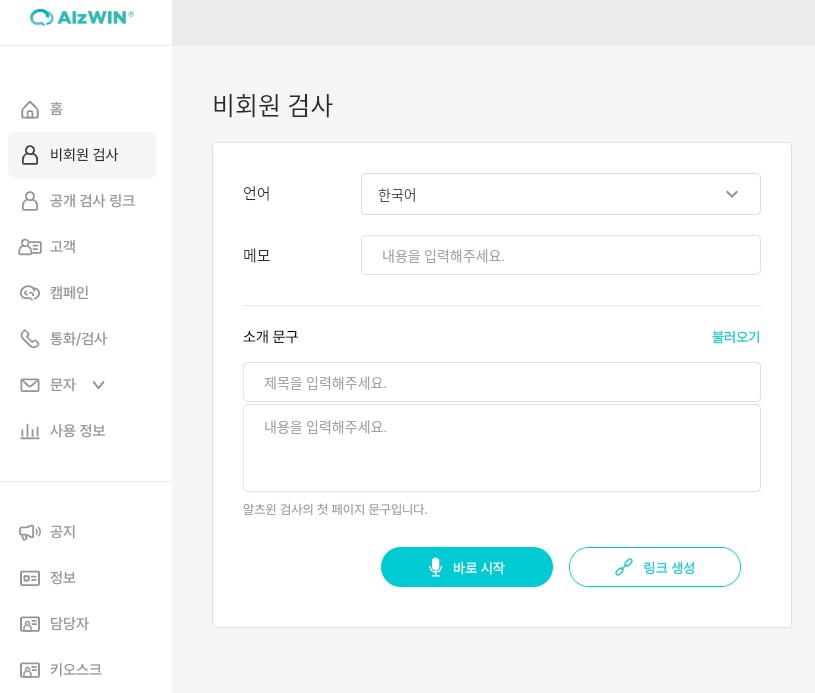 AlzWIN®
홈
비회원 검사
공개 검사 링크
고객
캠페인
통화/검사
문자
사용 정보
공지
정보
담당자
키오스크
비회원 검사
언어
한국어
메모
내용을 입력해주세요.
소개 문구
불러오기
제목을 입력해주세요.
내용을 입력해주세요.
알츠윈 검사의 첫 페이지 문구입니다.
바로 시작
링크 생성